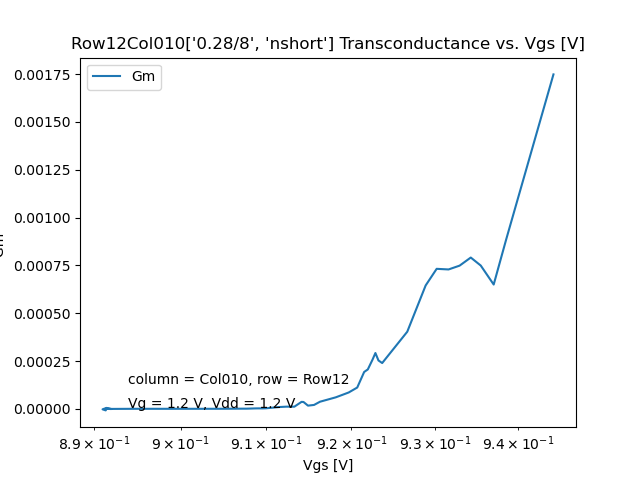 Row12Col010['0.28/8', 'nshort'] Transconductance vs. Vgs [V]
Gm
0.00175
0.00150
0.00125
0.00100
0.00075
0.00050
0.00025
0.00000
Gm
column = Col010, row = Row12
Vg = 1.2 V, Vdd = 1.2 V
8.9 × 10⁻¹ 9 × 10⁻¹ 9.1 × 10⁻¹ 9.2 × 10⁻¹ 9.3 × 10⁻¹ 9.4 × 10⁻¹
Vgs [V]